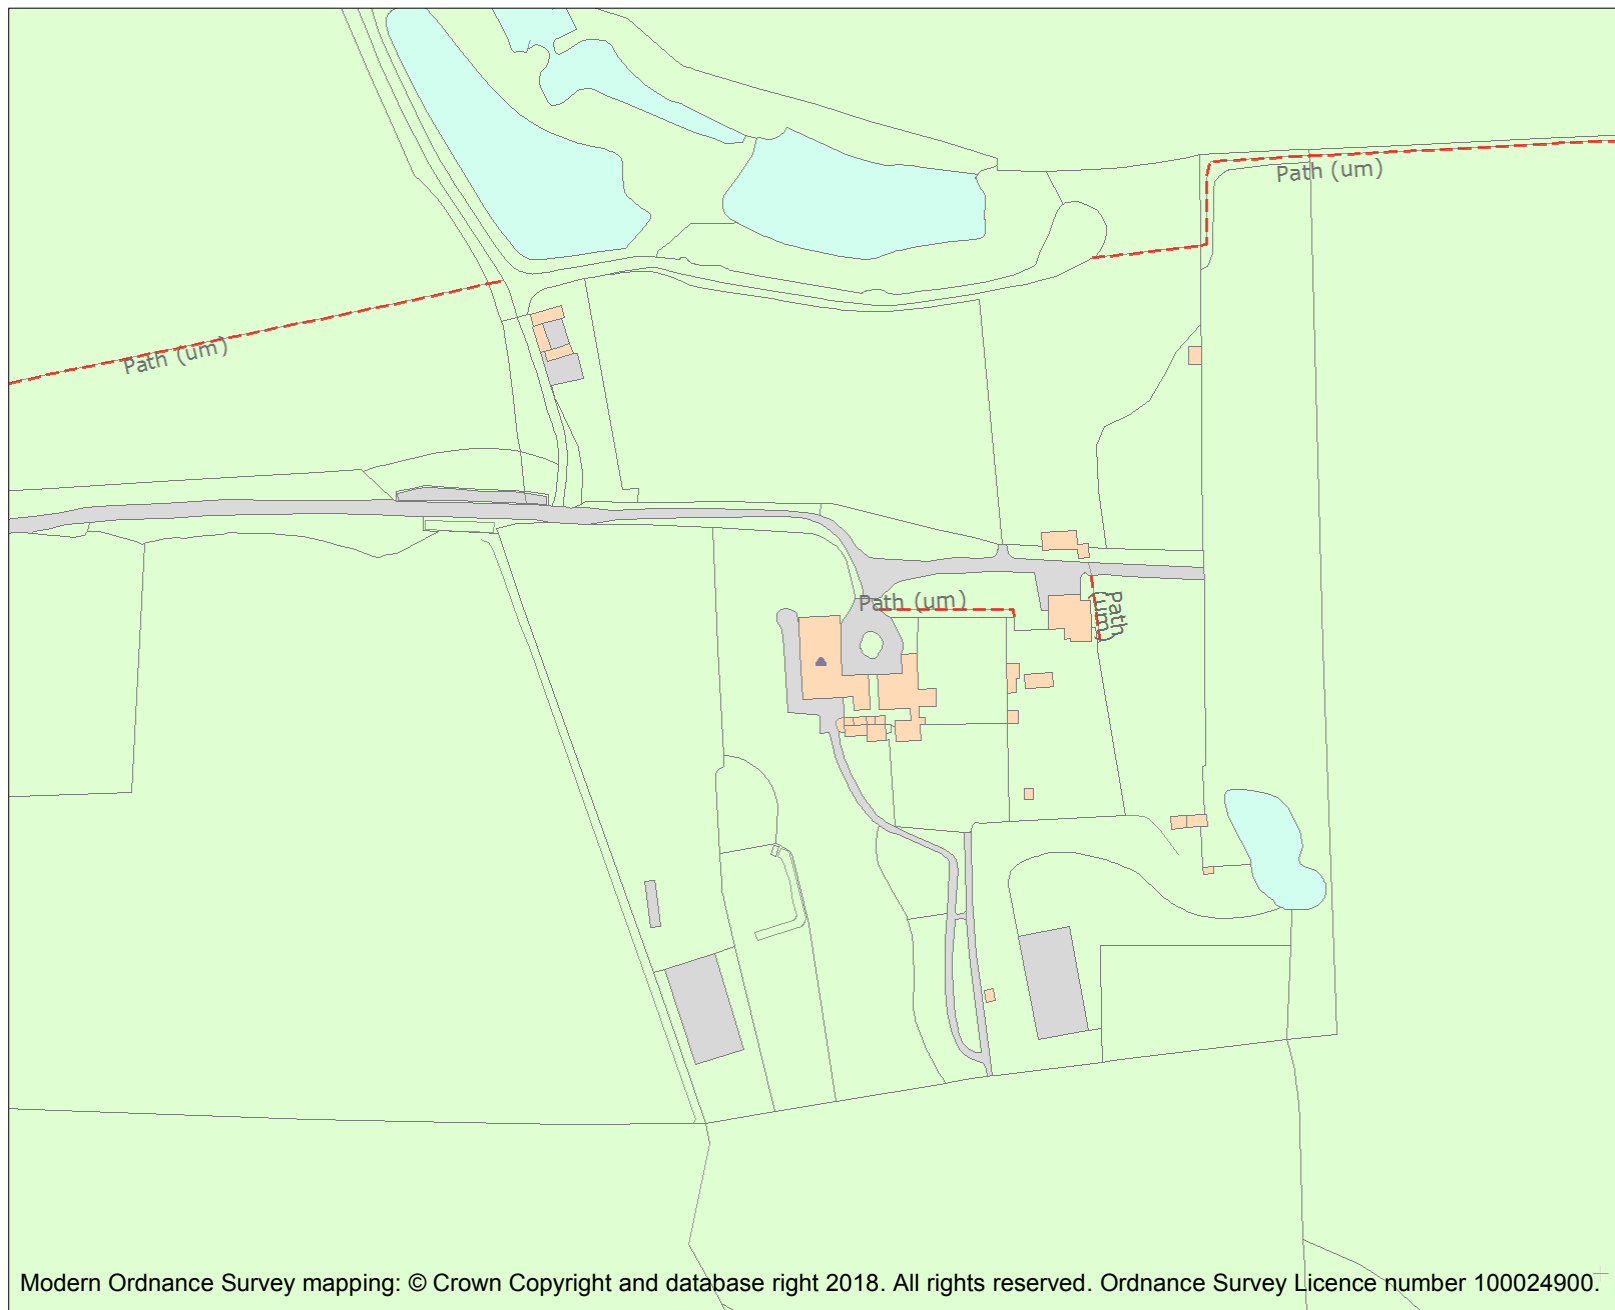 Path (um)
Path (um)
Path (um)
Path
(um)
Modern Ordnance Survey mapping: © Crown Copyright and database right 2018. All rights reserved. Ordnance Survey Licence number 100024900.